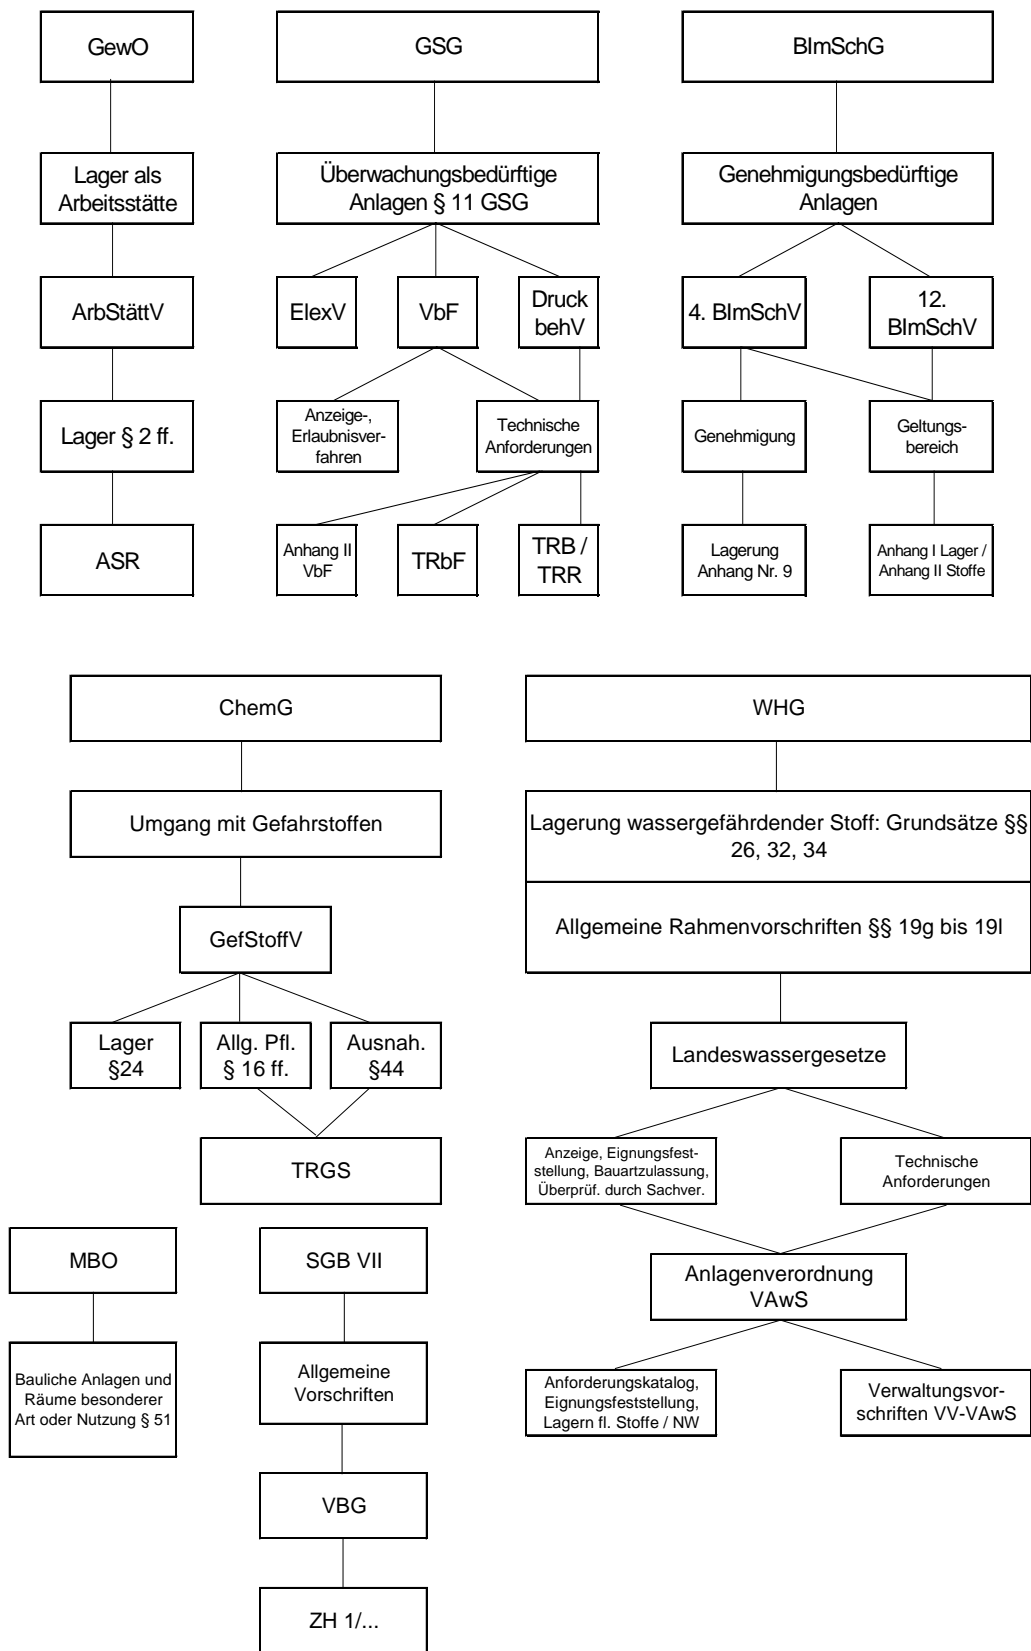 GewO
GSG
BImSchG
Lager als
Arbeitsstätte
Überwachungsbedürftige
Anlagen § 11 GSG
Genehmigungsbedürftige
Anlagen
ArbStättV
ElexV
VbF
Druck
behV
4. BImSchV
12.
BImSchV
Lager § 2 ff.
Anzeige-,
Erlaubnisver-
fahren
Technische
Anforderungen
Genehmigung
Geltungs-
bereich
ASR
Anhang II
VbF
TRbF
TRB /
TRR
Lagerung
Anhang Nr. 9
Anhang I Lager /
Anhang II Stoffe
ChemG
Umgang mit Gefahrstoffen
GefStoffV
Lager
§24
Allg. Pfl.
§ 16 ff.
Ausnah.
§44
TRGS
WHG
Lagerung wassergefährdender Stoff: Grundsätze §§
26, 32, 34
Allgemeine Rahmenvorschriften §§ 19g bis 19l
Landeswassergesetze
Anzeige, Eignungsfest-
stellung, Bauartzulassung,
Überprüf. durch Sachver.
Technische
Anforderungen
Anlagenverordnung
VAwS
Anforderungskatalog,
Eignungsfeststellung,
Lagern fl. Stoffe / NW
Verwaltungsvor-
schriften VV-VAwS
MBO
Bauliche Anlagen und
Räume besonderer
Art oder Nutzung § 51
SGB VII
Allgemeine
Vorschriften
VBG
ZH 1/...